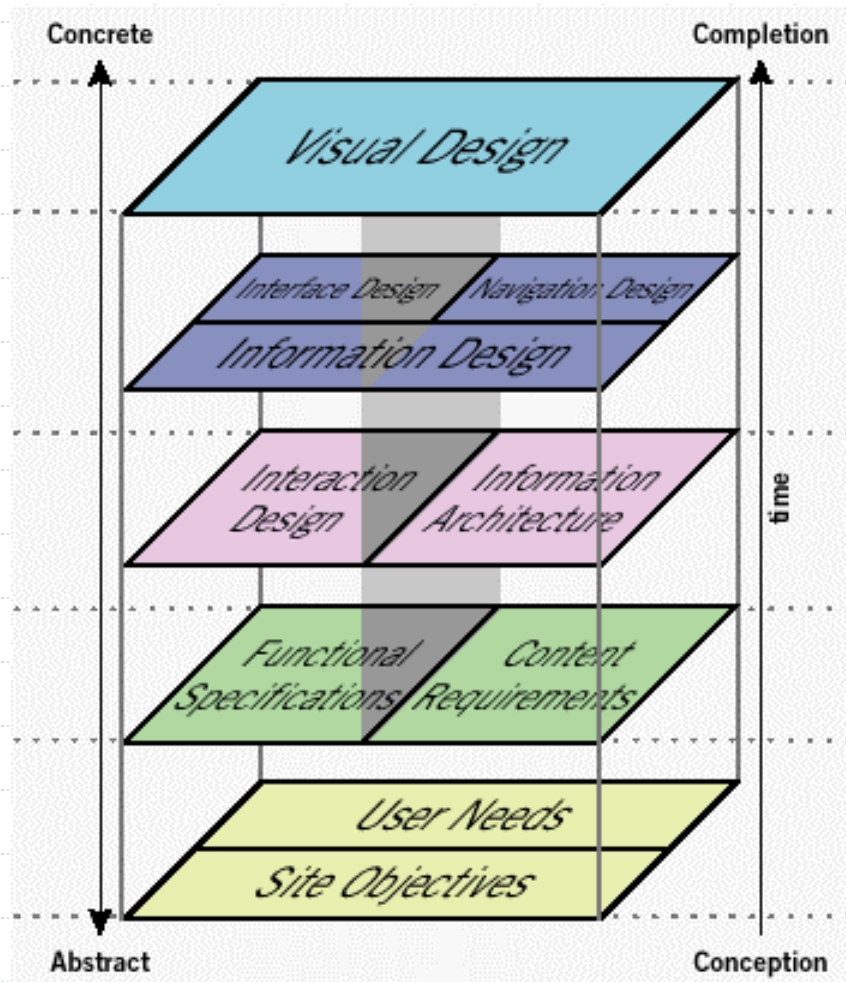 Concrete
Completion
Visual Design
Interface Design
Navigation Design
Information Design
Interaction
Design
Information
Architecture
time
Functional
Specifications
Content
Requirements
User Needs
Site Objectives
Abstract
Conception